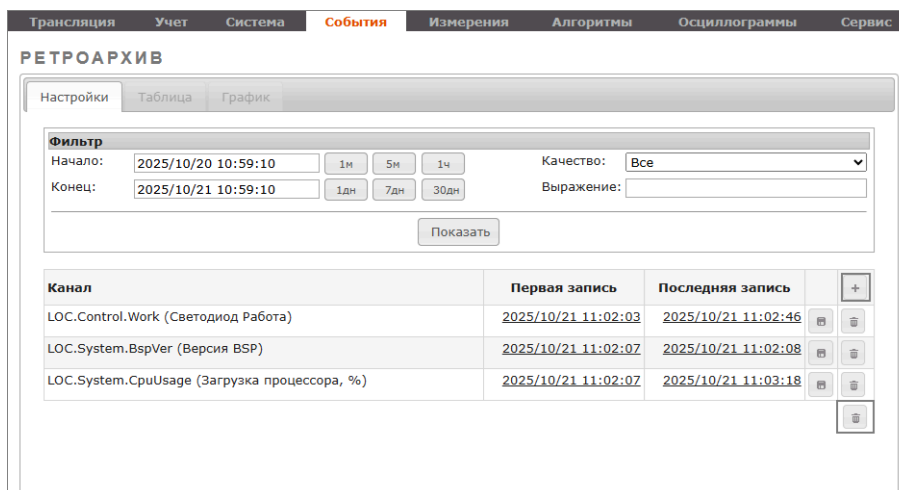 Трансляция Учет Система События Измерения Алгоритмы Осциллограммы Сервис
РЕТРОАРХИВ
Настройки Таблица График
Фильтр
Начало: 2025/10/20 10:59:10 1м 5м 1ч Качество: Все
Конец: 2025/10/21 10:59:10 1дн 7дн 30дн Выражение:
Показать
Канал Первая запись Последняя запись +
LOC.Control.Work (Светодиод Работа) 2025/10/21 11:02:03 2025/10/21 11:02:46
LOC.System.BspVer (Версия BSP) 2025/10/21 11:02:07 2025/10/21 11:02:08
LOC.System.CpuUsage (Загрузка процессора, %) 2025/10/21 11:02:07 2025/10/21 11:03:18